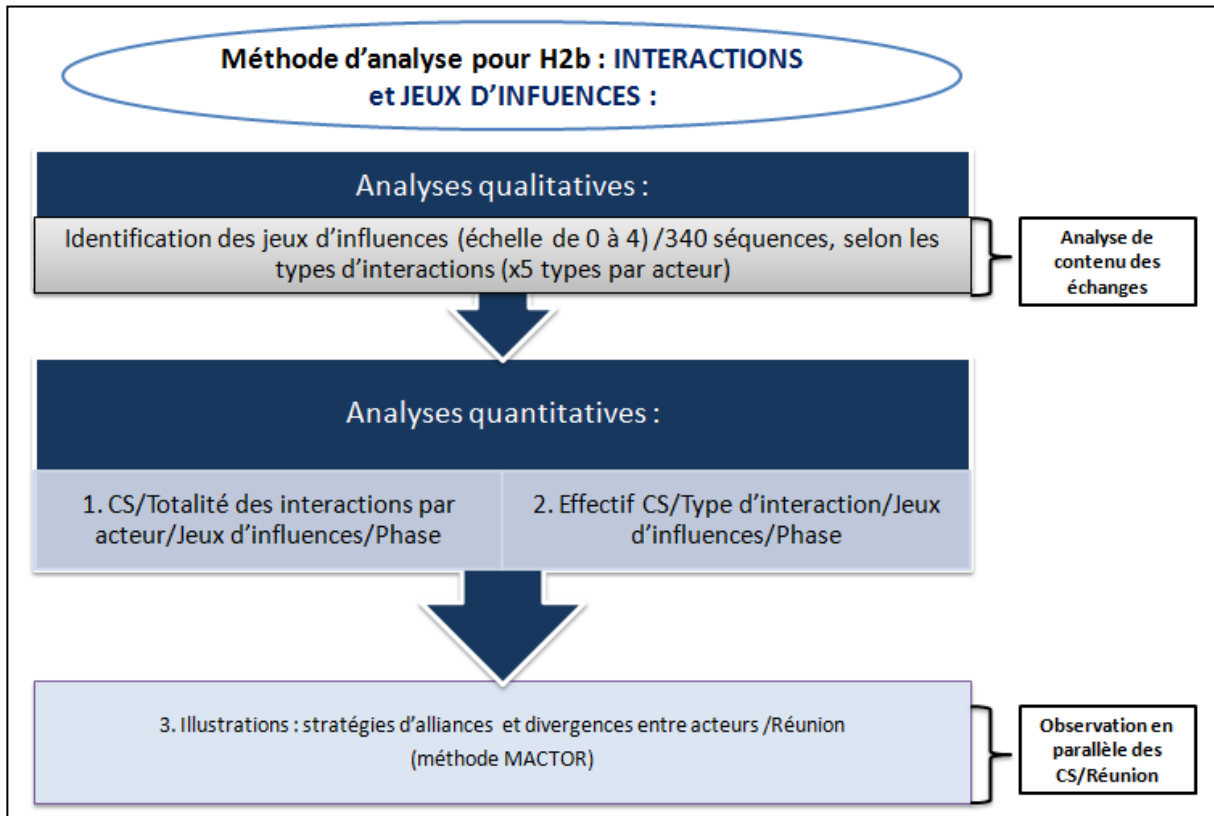 Méthode d'analyse pour H2b : INTERACTIONS
et JEUX D'INFUENCES :
Analyses qualitatives :
Identification des jeux d'influences (échelle de 0 à 4) /340 séquences, selon les
types d'interactions (x5 types par acteur)
Analyse de
contenu des
échanges
Analyses quantitatives :
1. CS/Totalité des interactions par
acteur/Jeux d'influences/Phase
2. Effectif CS/Type d'interaction/Jeux
d'influences/Phase
3. Illustrations : stratégies d'alliances et divergences entre acteurs /Réunion
(méthode MACTOR)
Observation en
parallèle des
CS/Réunion